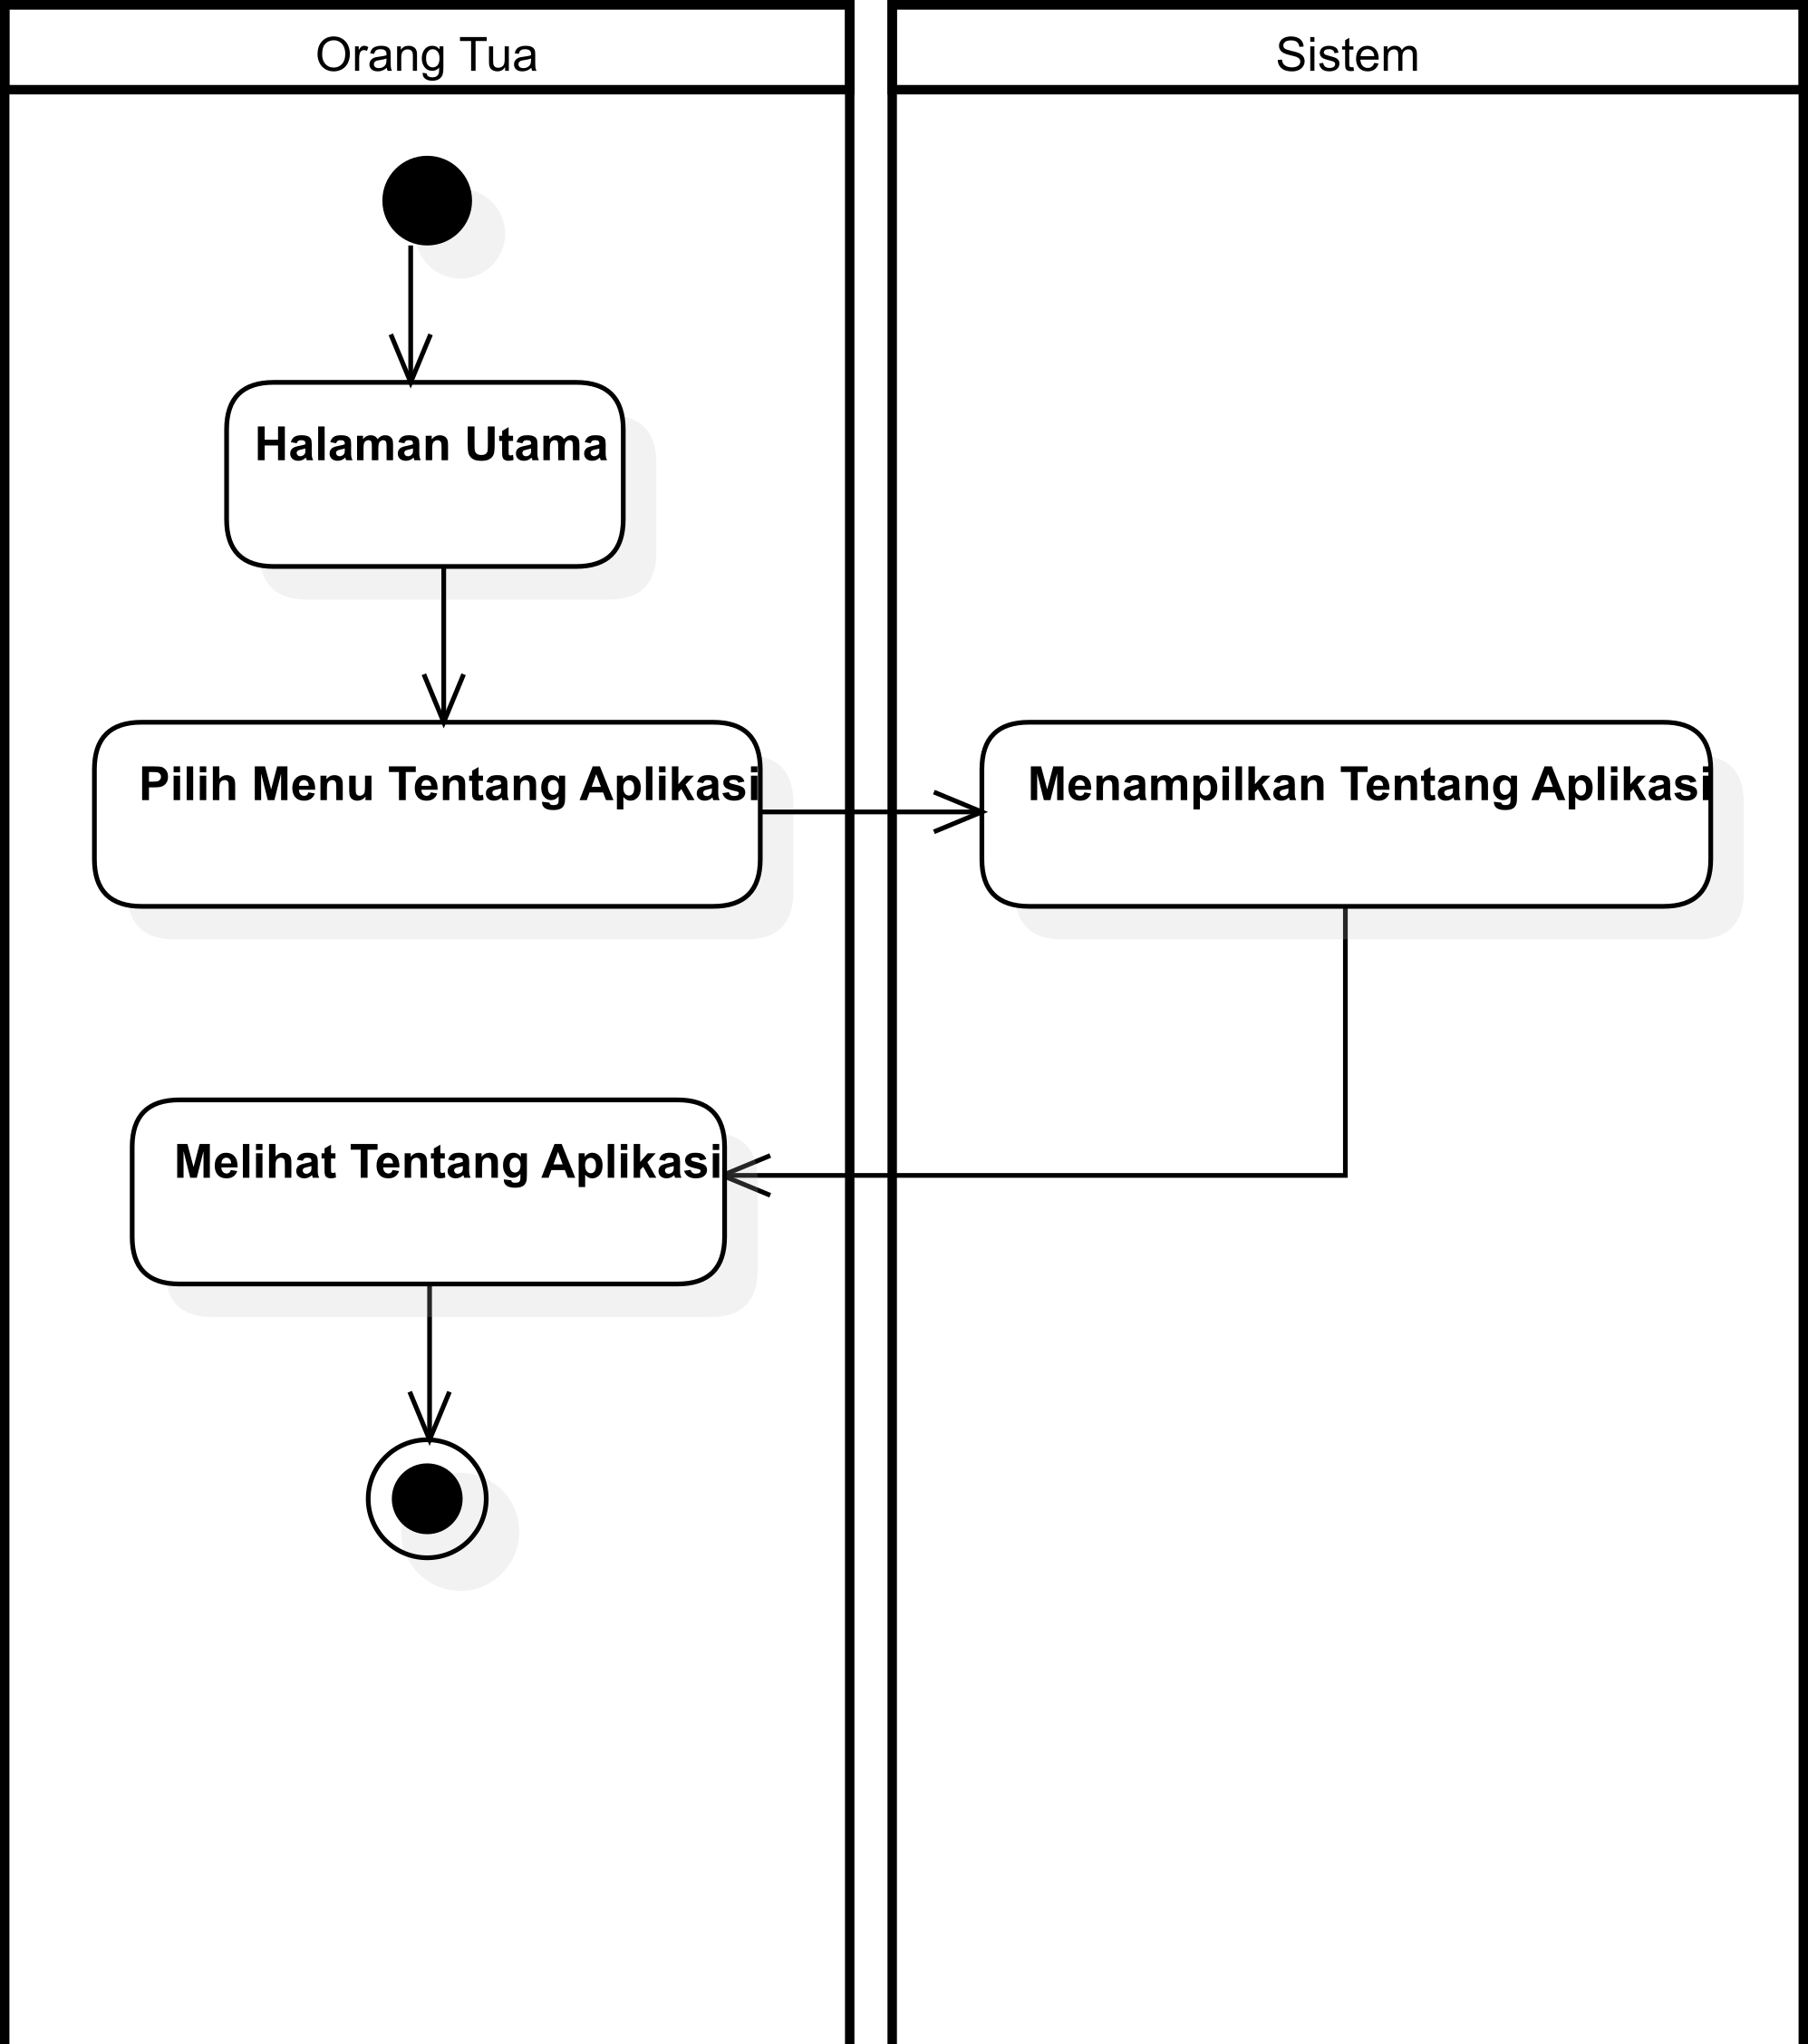 Orang Tua
Sistem
Halaman Utama
Pilih Menu Tentang Aplikasi
Menampilkan Tentang Aplikasi
Melihat Tentang Aplikasi